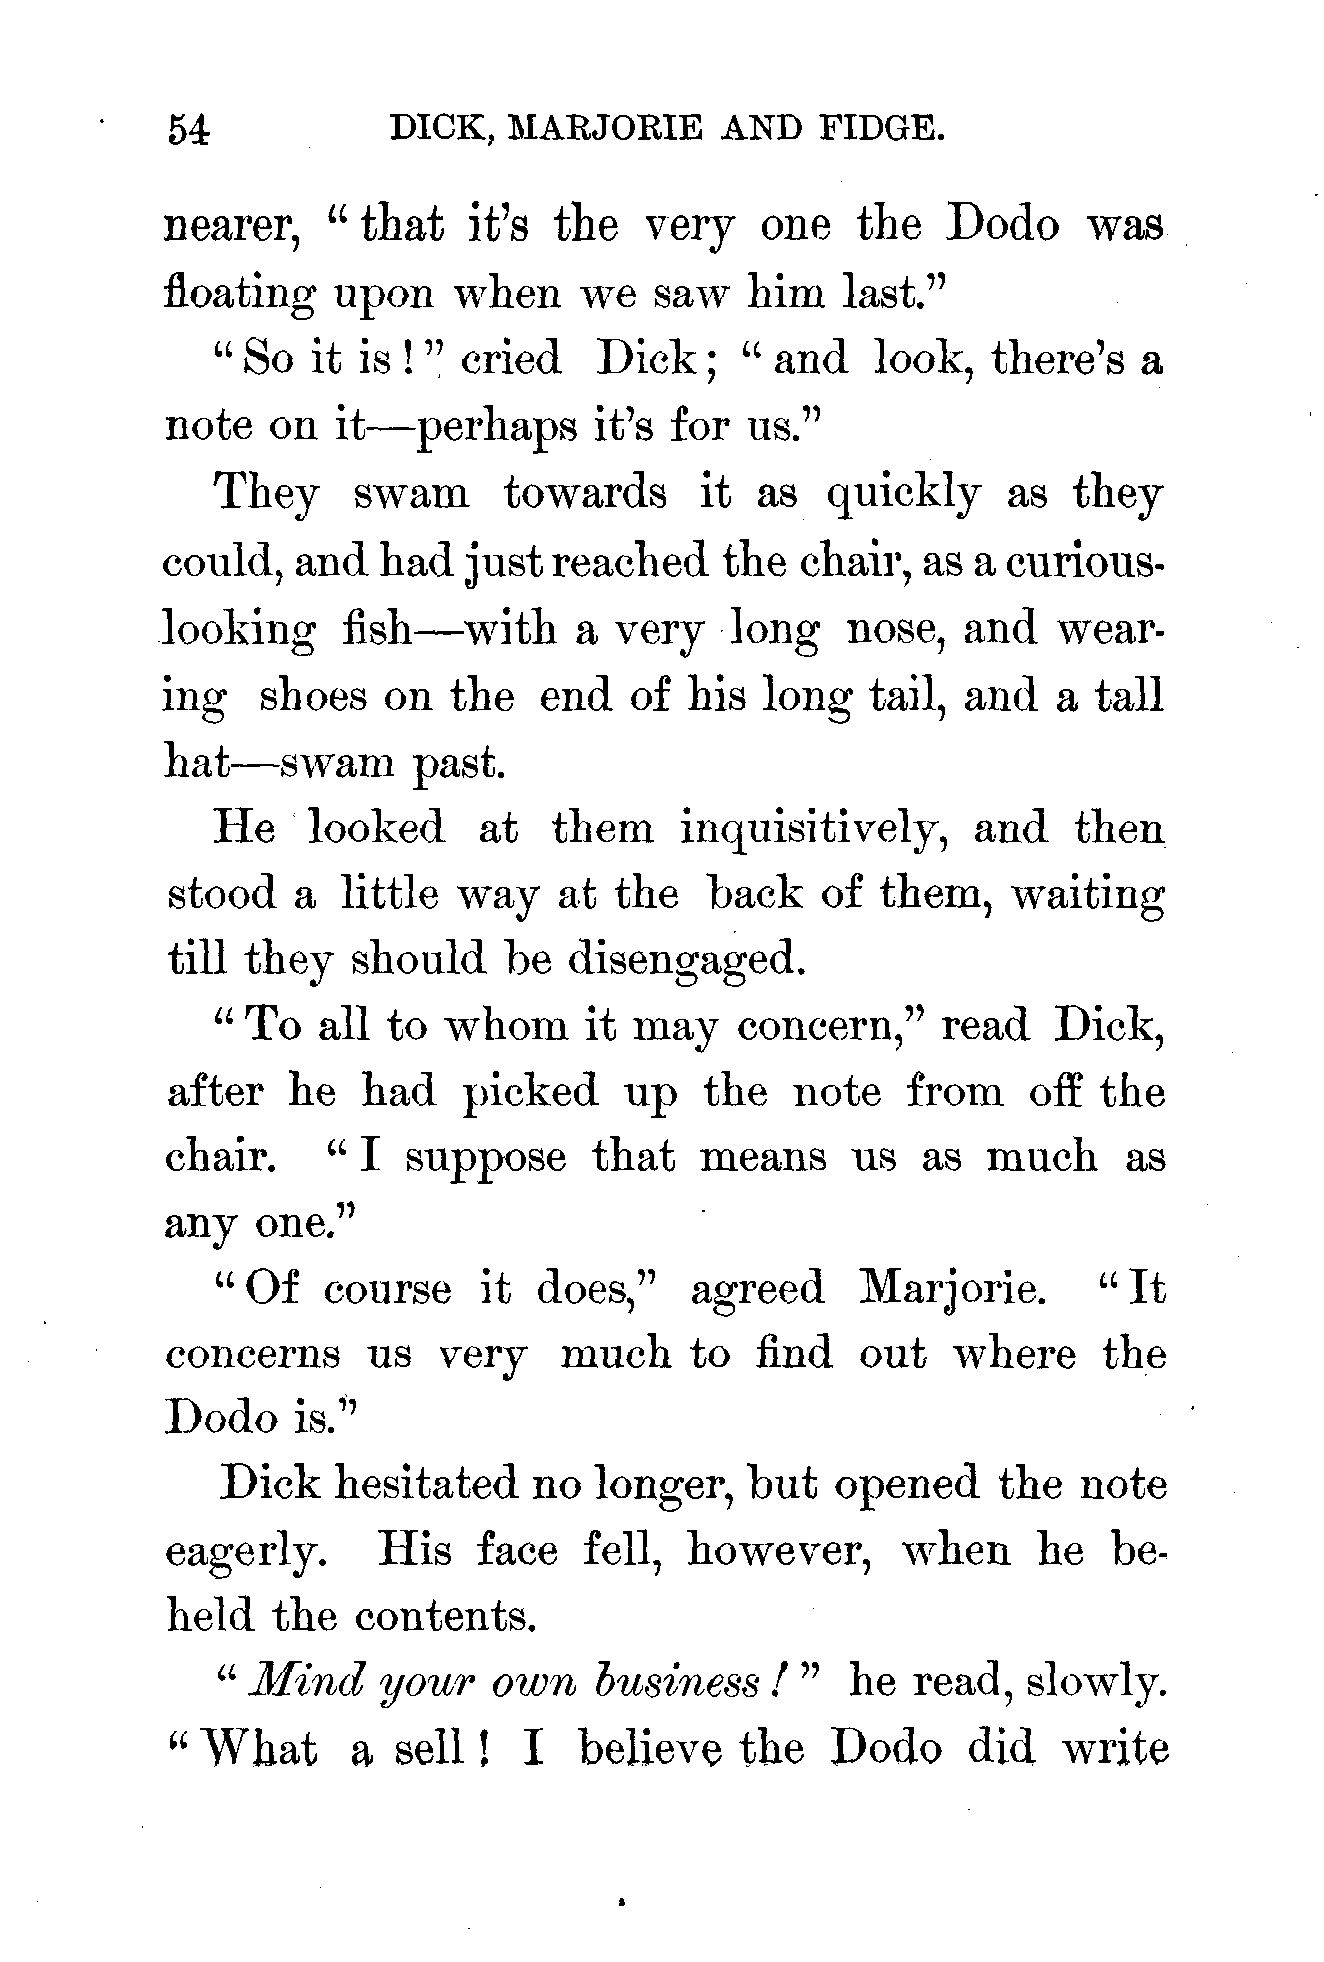 54 DICK, MARJORIE AND FIDGE.
nearer, “that it’s the very one the Dodo was
floating upon when we saw him last.”
“So it is!” cried Dick; “and look, there’s a
note on it—perhaps it’s for us.”
They swam towards it as quickly as they
could, and had just reached the chair, as a curious-
looking fish—with a very long nose, and wear-
ing shoes on the end of his long tail, and a tall
hat—swam past.
He looked at them inquisitively, and then
stood a little way at the back of them, waiting
till they should be disengaged.
“To all to whom it may concern,” read Dick,
after he had picked up the note from off the
chair. “I suppose that means us as much as
any one.”
“Of course it does,” agreed Marjorie. “It
concerns us very much to find out where the
Dodo is.”
Dick hesitated no longer, but opened the note
eagerly. His face fell, however, when he be-
held the contents.
“Mind your own business!” he read, slowly.
“What a sell! I believe the Dodo did write